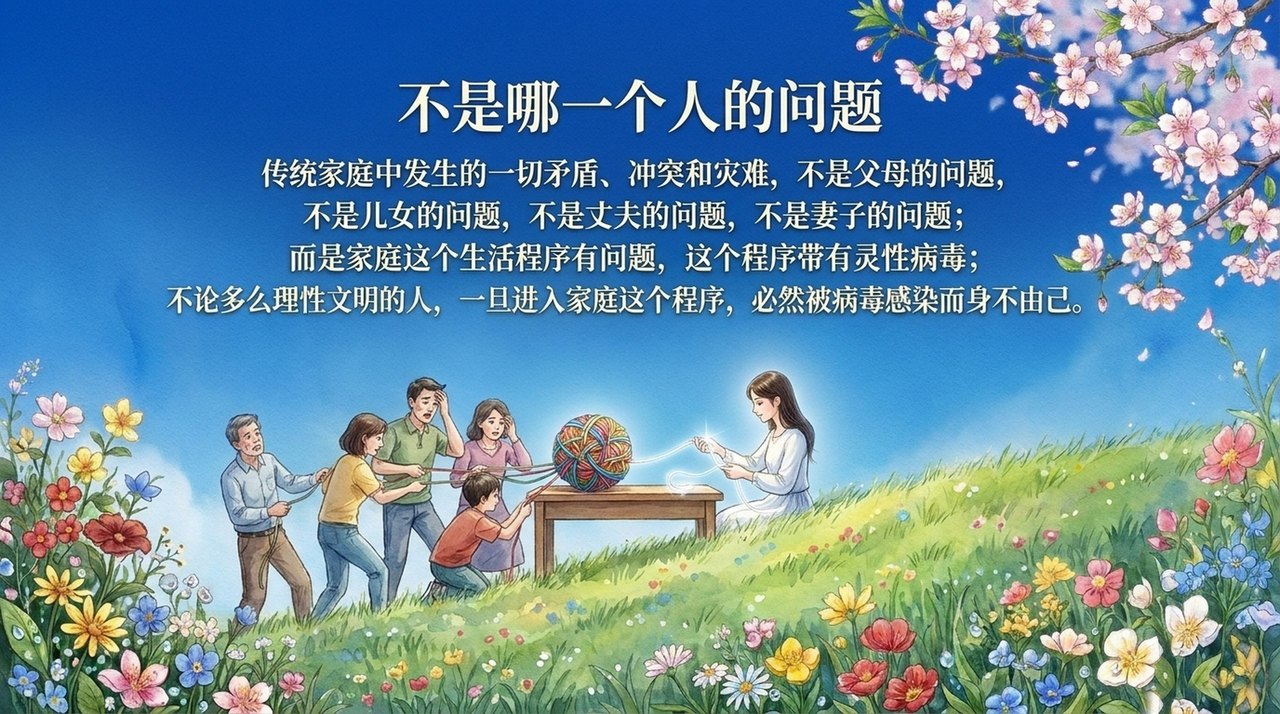 不是哪一个人的问题
传统家庭中发生的一切矛盾、冲突和灾难，不是父母的问题，
不是儿女的问题，不是丈夫的问题，不是妻子的问题；
而是家庭这个生活程序有问题，这个程序带有灵性病毒；
不论多么理性文明的人，一旦进入家庭这个程序，必然被病毒感染而身不由己。